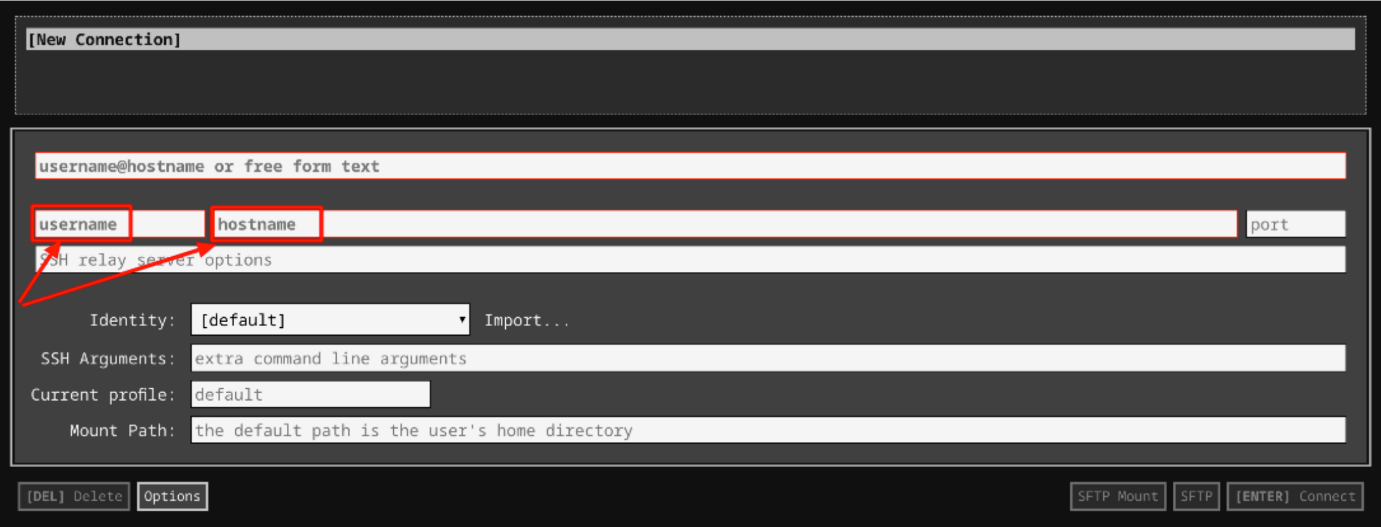 [New Connection]
username@hostname or free form text
username hostname port
SSH relay server options
Identity: [default] Import...
SSH Arguments: extra command line arguments
Current profile: default
Mount Path: the default path is the user's home directory
[DEL] Delete Options SFTP Mount SFTP [ENTER] Connect